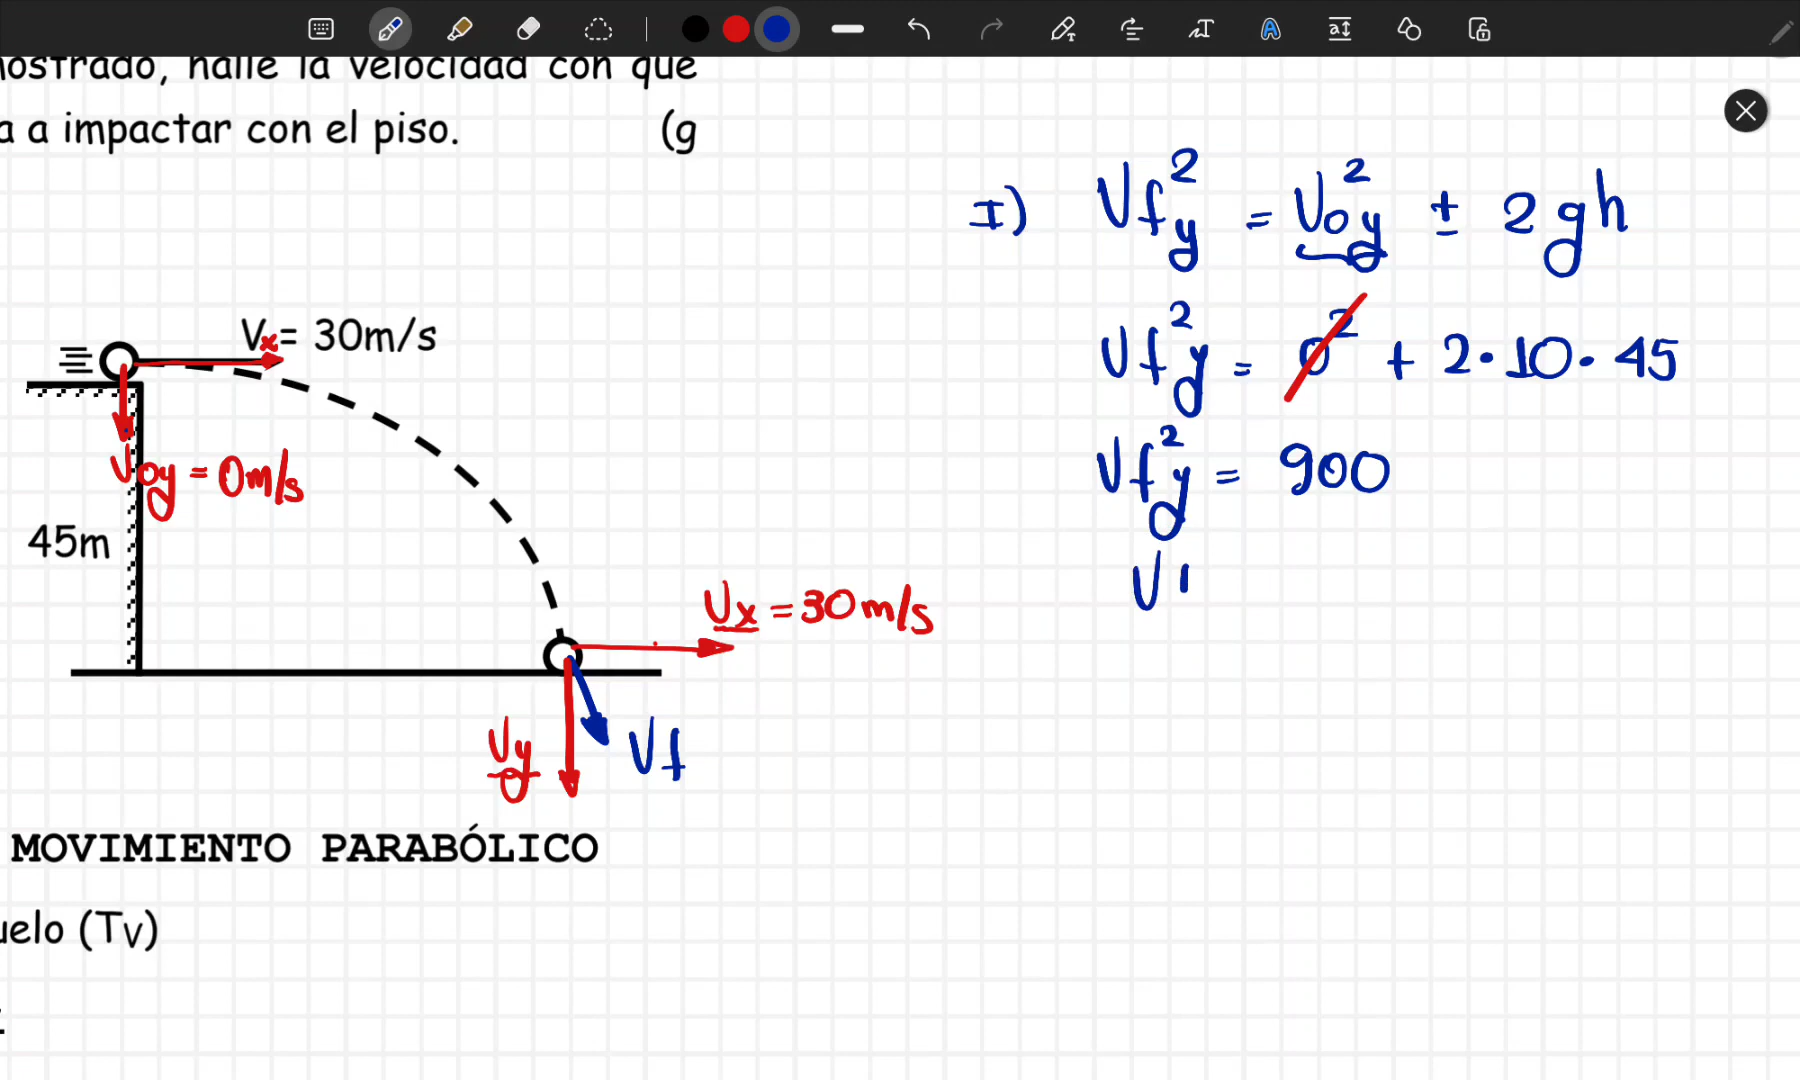 mostrado, halle la velocidad con que
a a impactar con el piso. (g
I) Vfy² = Voy² ± 2gh
Vfy² = 0² + 2·10·45
Vfy² = 900
V
Vx = 30m/s
Voy = 0m/s
45m
Vx = 30m/s
Vy
Vf
MOVIMIENTO PARABÓLICO
uelo (Tv)